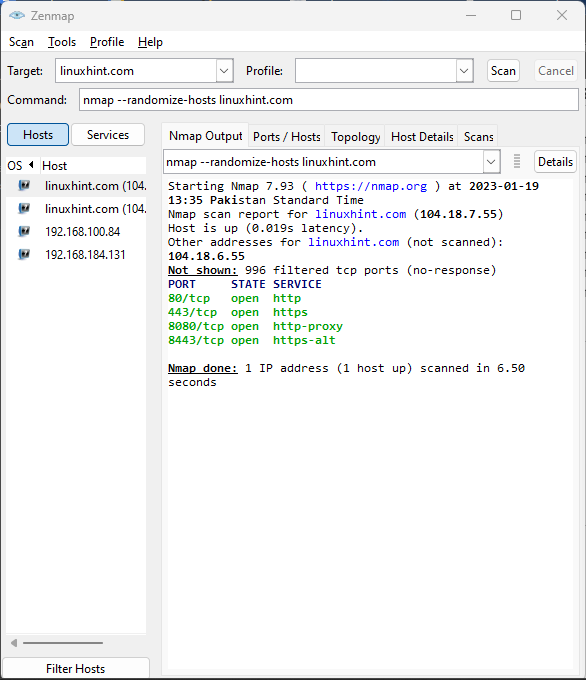 Zenmap
Scan Tools Profile Help
Target: linuxhint.com Profile: Scan Cancel
Command: nmap --randomize-hosts linuxhint.com
Hosts Services
Nmap Output Ports / Hosts Topology Host Details Scans
OS Host
nmap --randomize-hosts linuxhint.com Details
linuxhint.com (104.
linuxhint.com (104.
192.168.100.84
192.168.184.131
Starting Nmap 7.93 ( https://nmap.org ) at 2023-01-19
13:35 Pakistan Standard Time
Nmap scan report for linuxhint.com (104.18.7.55)
Host is up (0.019s latency).
Other addresses for linuxhint.com (not scanned):
104.18.6.55
Not shown: 996 filtered tcp ports (no-response)
PORT STATE SERVICE
80/tcp open http
443/tcp open https
8080/tcp open http-proxy
8443/tcp open https-alt
Nmap done: 1 IP address (1 host up) scanned in 6.50
seconds
Filter Hosts